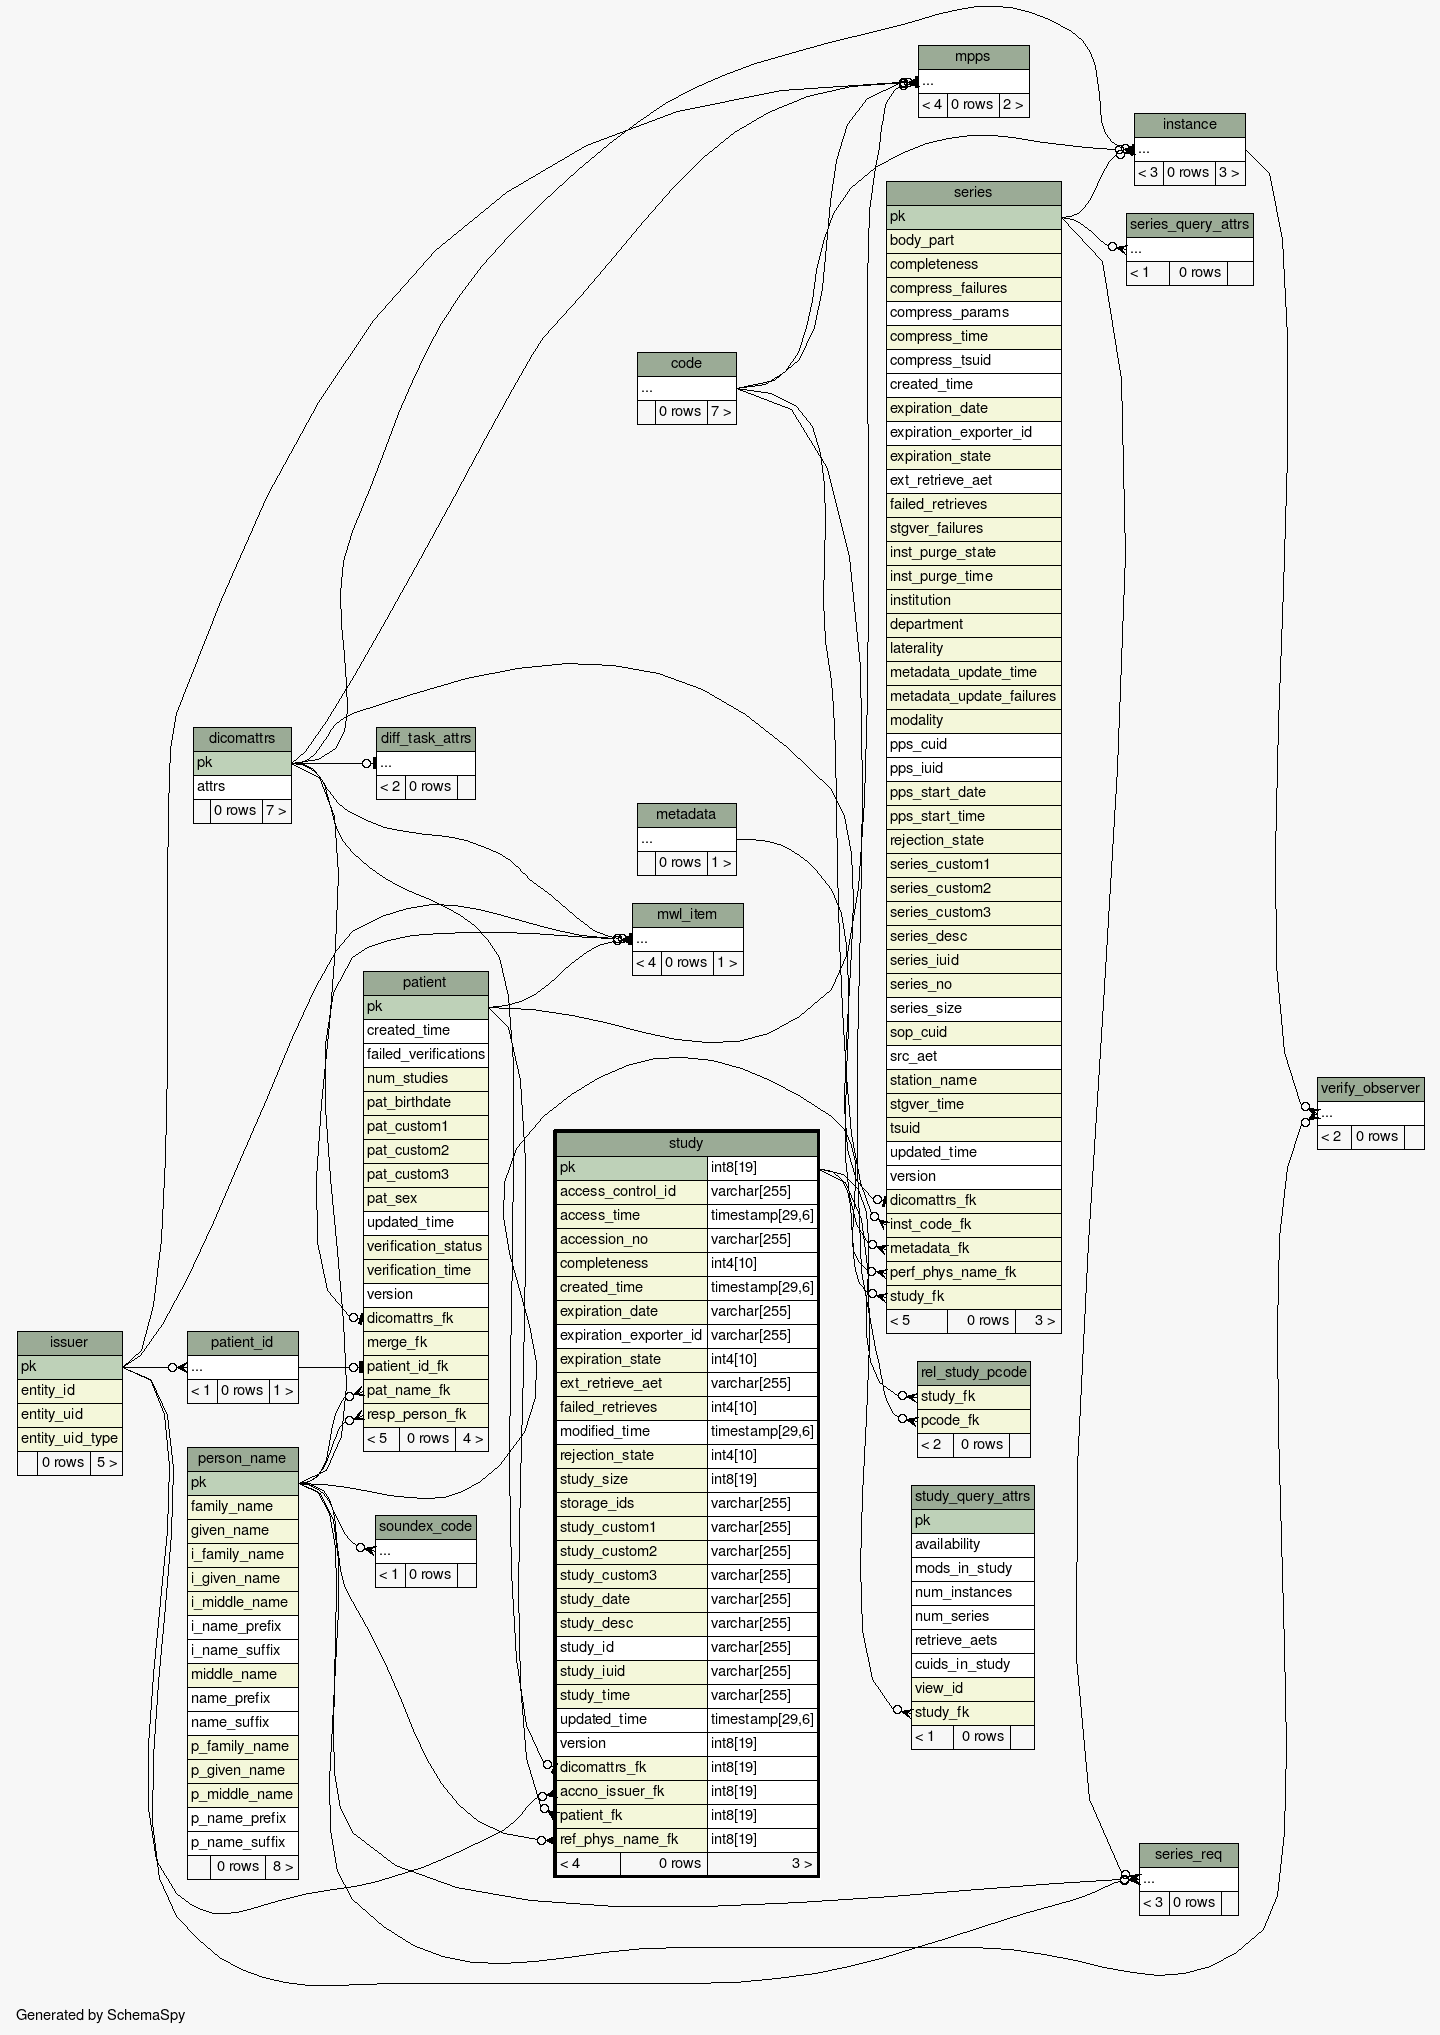 mpps
...
< 4 0 rows 2 >
instance
...
< 3 0 rows 3 >
series
pk
body_part
completeness
compress_failures
compress_params
compress_time
compress_tsuid
created_time
expiration_date
expiration_exporter_id
expiration_state
ext_retrieve_aet
failed_retrieves
stgver_failures
inst_purge_state
inst_purge_time
institution
department
laterality
metadata_update_time
metadata_update_failures
modality
pps_cuid
pps_iuid
pps_start_date
pps_start_time
rejection_state
series_custom1
series_custom2
series_custom3
series_desc
series_iuid
series_no
series_size
sop_cuid
src_aet
station_name
stgver_time
tsuid
updated_time
version
dicomattrs_fk
inst_code_fk
metadata_fk
perf_phys_name_fk
study_fk
< 5 0 rows 3 >
series_query_attrs
...
< 1 0 rows
code
...
0 rows 7 >
dicomattrs
pk
attrs
0 rows 7 >
diff_task_attrs
...
< 2 0 rows
metadata
...
0 rows 1 >
mwl_item
...
< 4 0 rows 1 >
patient
pk
created_time
failed_verifications
num_studies
pat_birthdate
pat_custom1
pat_custom2
pat_custom3
pat_sex
updated_time
verification_status
verification_time
version
dicomattrs_fk
merge_fk
patient_id_fk
pat_name_fk
resp_person_fk
< 5 0 rows 4 >
verify_observer
...
< 2 0 rows
study
pk int8[19]
access_control_id varchar[255]
access_time timestamp[29,6]
accession_no varchar[255]
completeness int4[10]
created_time timestamp[29,6]
expiration_date varchar[255]
expiration_exporter_id varchar[255]
expiration_state int4[10]
ext_retrieve_aet varchar[255]
failed_retrieves int4[10]
modified_time timestamp[29,6]
rejection_state int4[10]
study_size int8[19]
storage_ids varchar[255]
study_custom1 varchar[255]
study_custom2 varchar[255]
study_custom3 varchar[255]
study_date varchar[255]
study_desc varchar[255]
study_id varchar[255]
study_iuid varchar[255]
study_time varchar[255]
updated_time timestamp[29,6]
version int8[19]
dicomattrs_fk int8[19]
accno_issuer_fk int8[19]
patient_fk int8[19]
ref_phys_name_fk int8[19]
< 4 0 rows 3 >
issuer
pk
entity_id
entity_uid
entity_uid_type
0 rows 5 >
patient_id
...
< 1 0 rows 1 >
rel_study_pcode
study_fk
pcode_fk
< 2 0 rows
person_name
pk
family_name
given_name
i_family_name
i_given_name
i_middle_name
i_name_prefix
i_name_suffix
middle_name
name_prefix
name_suffix
p_family_name
p_given_name
p_middle_name
p_name_prefix
p_name_suffix
0 rows 8 >
soundex_code
...
< 1 0 rows
study_query_attrs
pk
availability
mods_in_study
num_instances
num_series
retrieve_aets
cuids_in_study
view_id
study_fk
< 1 0 rows
series_req
...
< 3 0 rows
Generated by SchemaSpy